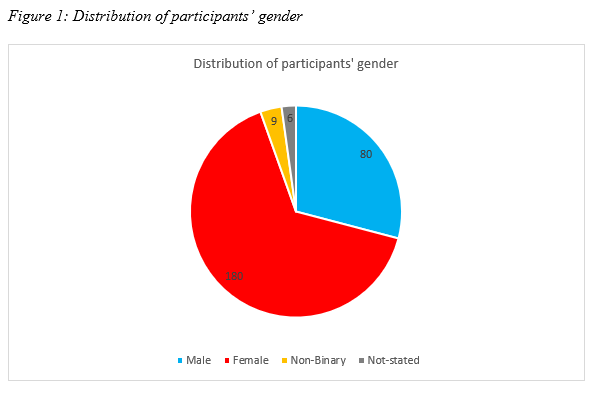 Figure 1: Distribution of participants’ gender
Distribution of participants' gender
9
6
80
180
Male Female Non-Binary Not-stated